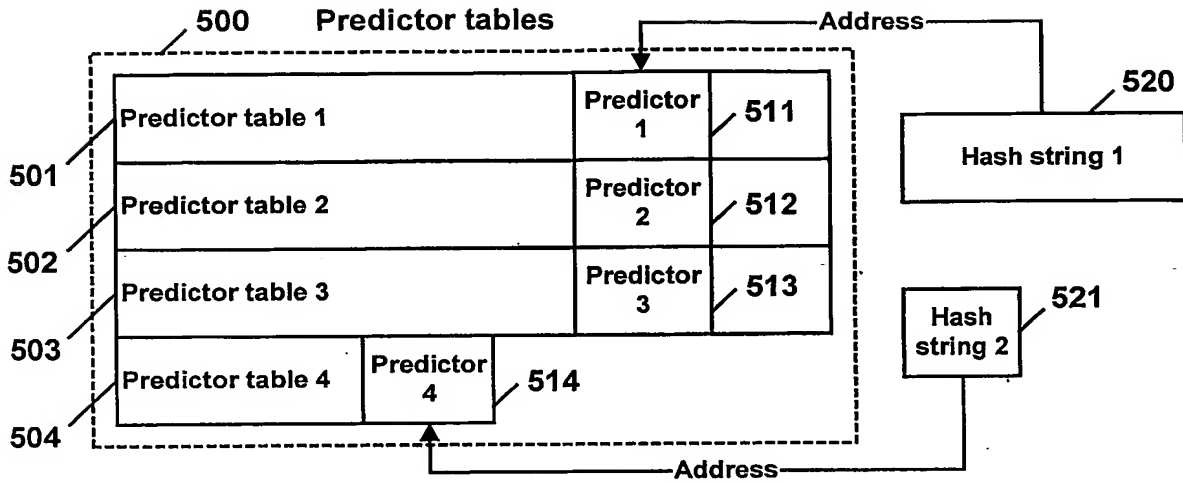 500 Predictor tables
Address
520
Predictor table 1
Predictor
1
511
Hash string 1
501
Predictor table 2
Predictor
2
512
502
Predictor table 3
Predictor
3
513
521
Hash
string 2
503
Predictor table 4
Predictor
4
514
504
Address